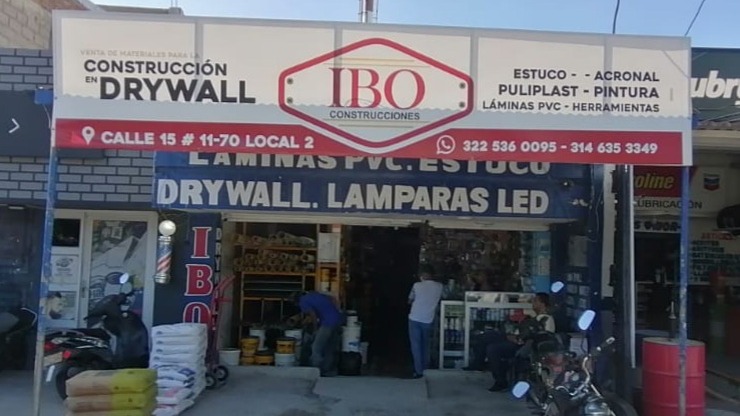 VENTA DE MATERIALES PARA LA
CONSTRUCCIÓN
EN DRYWALL
IBO
CONSTRUCCIONES
ESTUCO - - ACRONAL
PULIPLAST - PINTURA
LÁMINAS PVC - HERRAMIENTAS
CALLE 15 # 11-70 LOCAL 2
322 536 0095 - 314 635 3349
LAMINAS PVC. ESTUCO
DRYWALL. LAMPARAS LED
IBO
LUBRICACIÓN